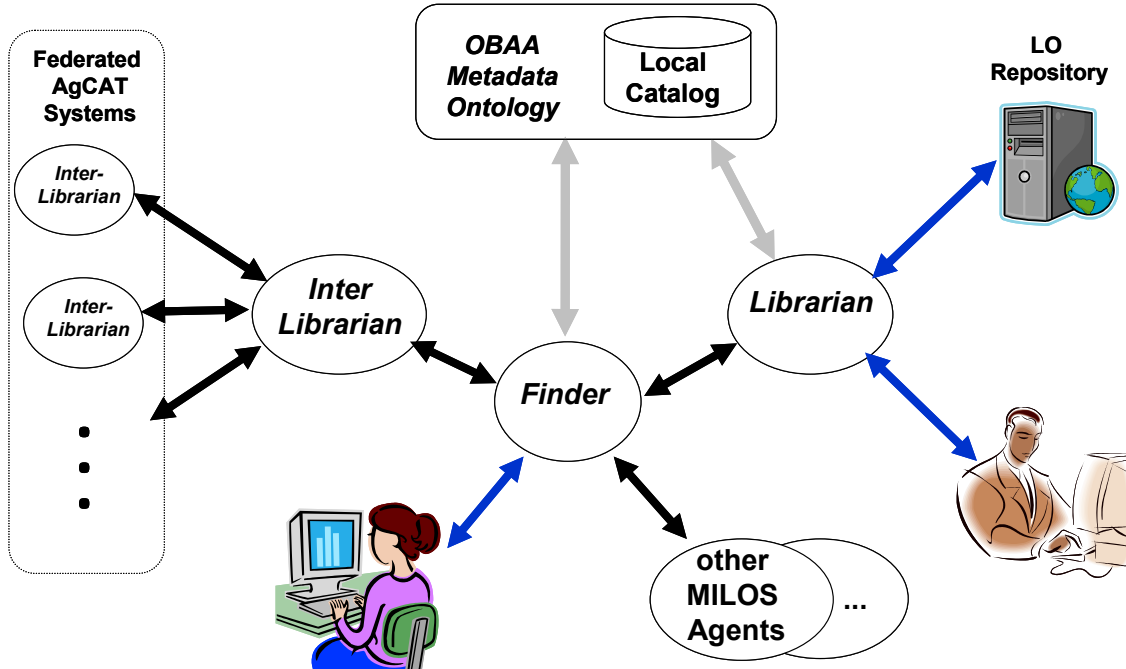 Federated
AgCAT
Systems
Inter-
Librarian
Inter-
Librarian
Inter
Librarian
OBAA
Metadata
Ontology
Local
Catalog
Finder
Librarian
LO
Repository
other
MILOS
Agents
...